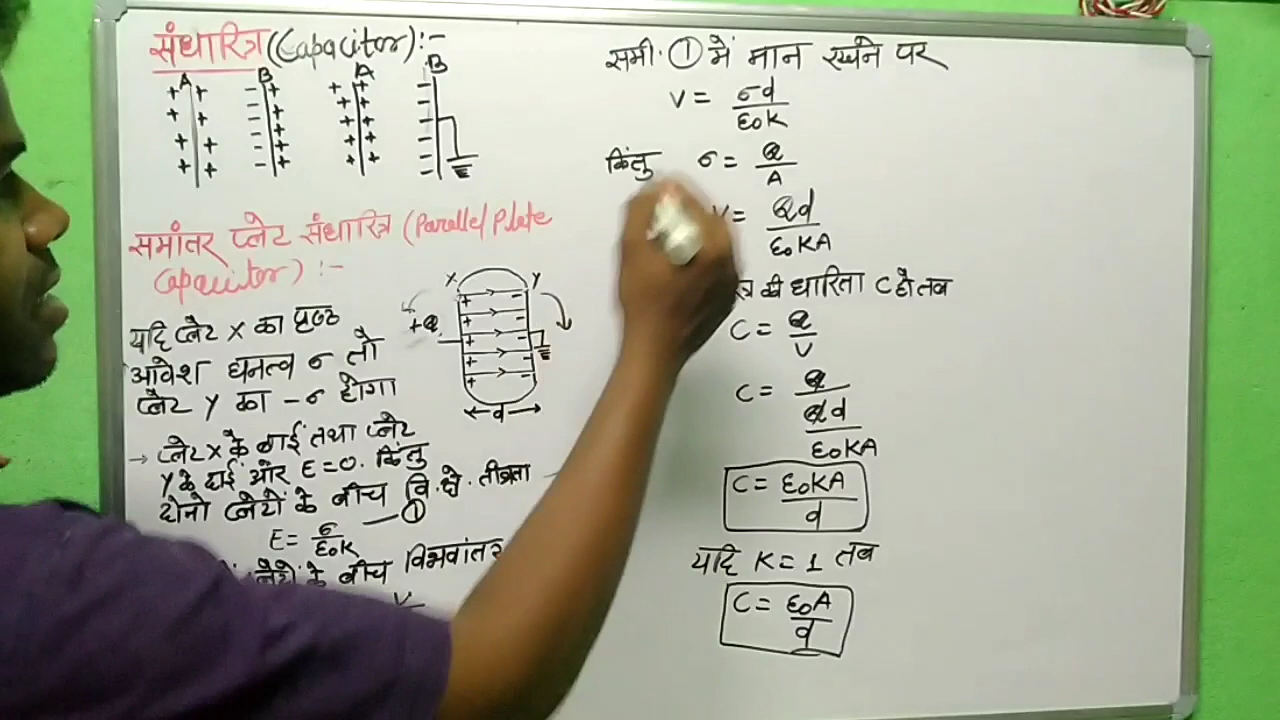 संधारित्र (Capacitor) :-
A B A B
समांतर प्लेट संधारित्र (Parallel Plate
Capacitor) :-
X Y
+Q
d
यदि प्लेट X का पृष्ठ
आवेश घनत्व σ तो
प्लेट Y का -σ होगा
→ प्लेट X के बाईं तथा प्लेट
Y के दाईं ओर E=0. किंतु
दोनो प्लेटों के बीच वि. क्षे. तीव्रता
E = σ/ε₀K — ①
प्लेटों के बीच विभवांतर
V
समी. ① में मान रखने पर
V = σd/ε₀K
किंतु σ = Q/A
V = Qd/ε₀KA
की धारिता C हो तब
C = Q/V
C = Q/(Qd/ε₀KA)
C = ε₀KA/d
यदि K = 1 तब
C = ε₀A/d